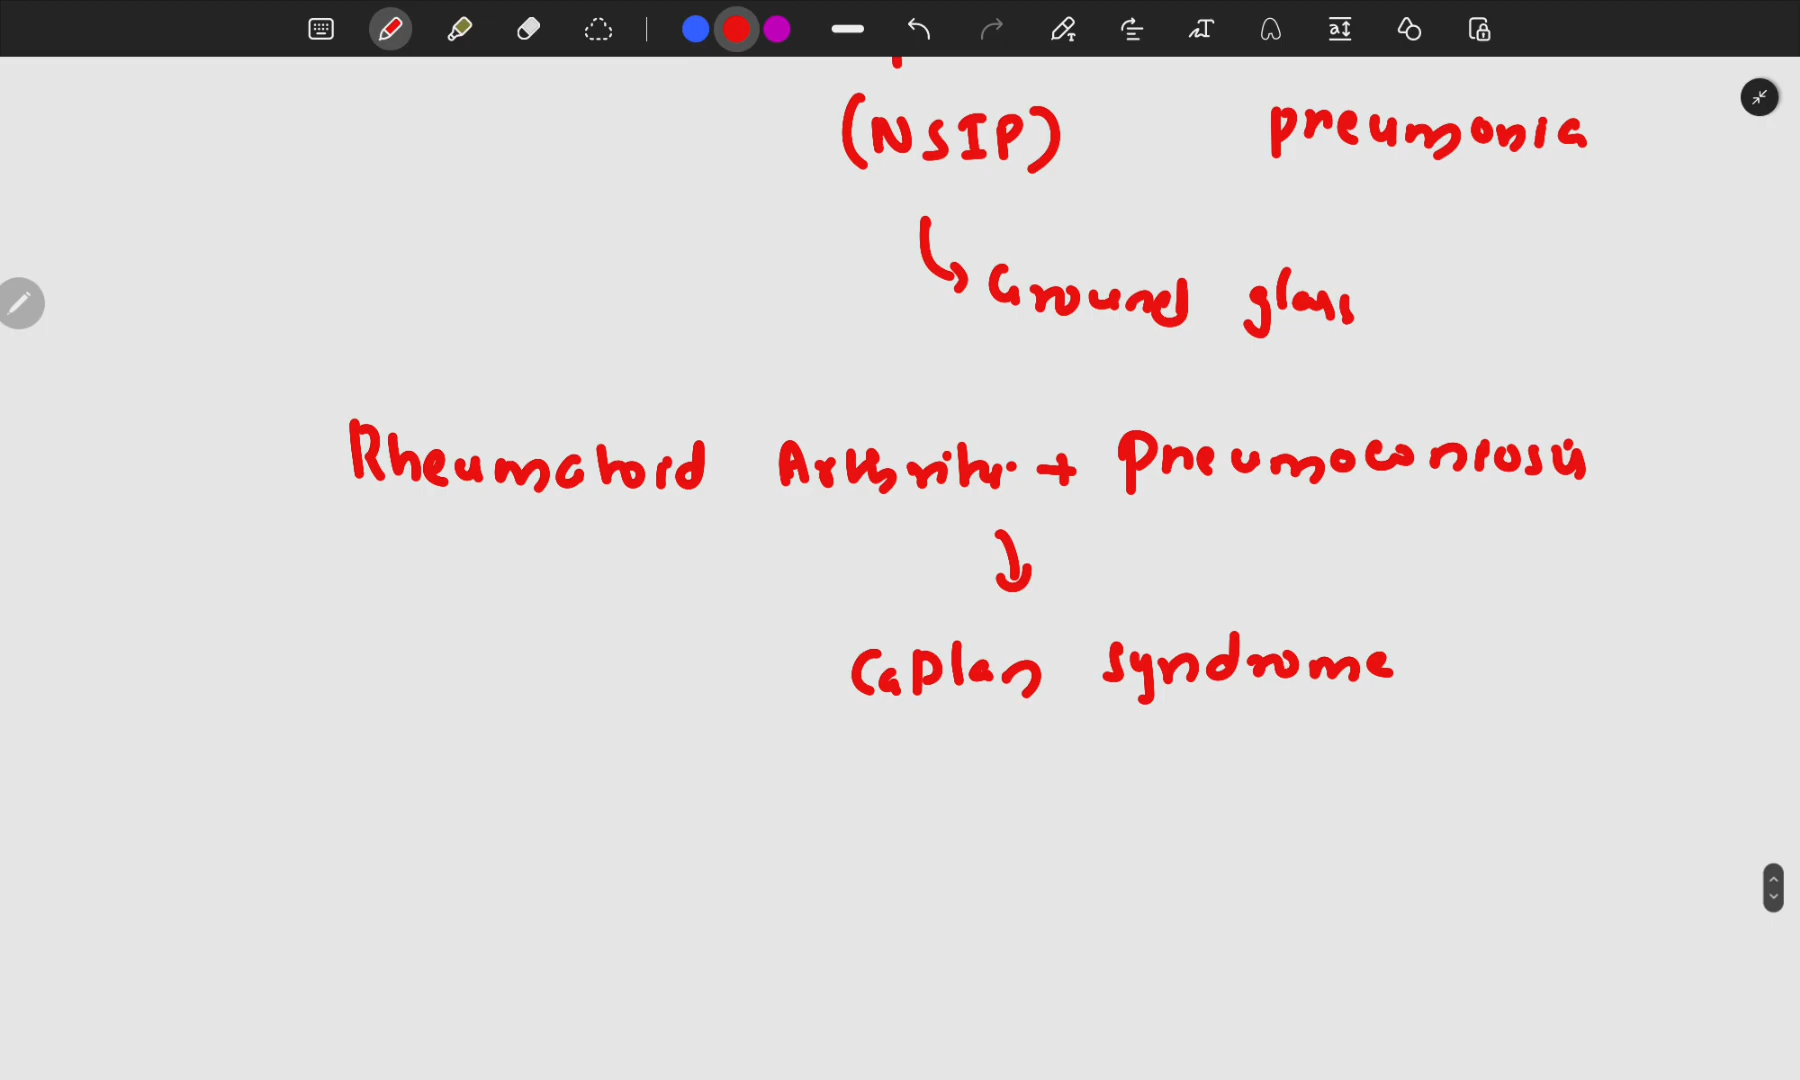 (NSIP) pneumonia
Ground glass
Rheumatoid Arthritis + Pneumoconiosis
Caplan syndrome